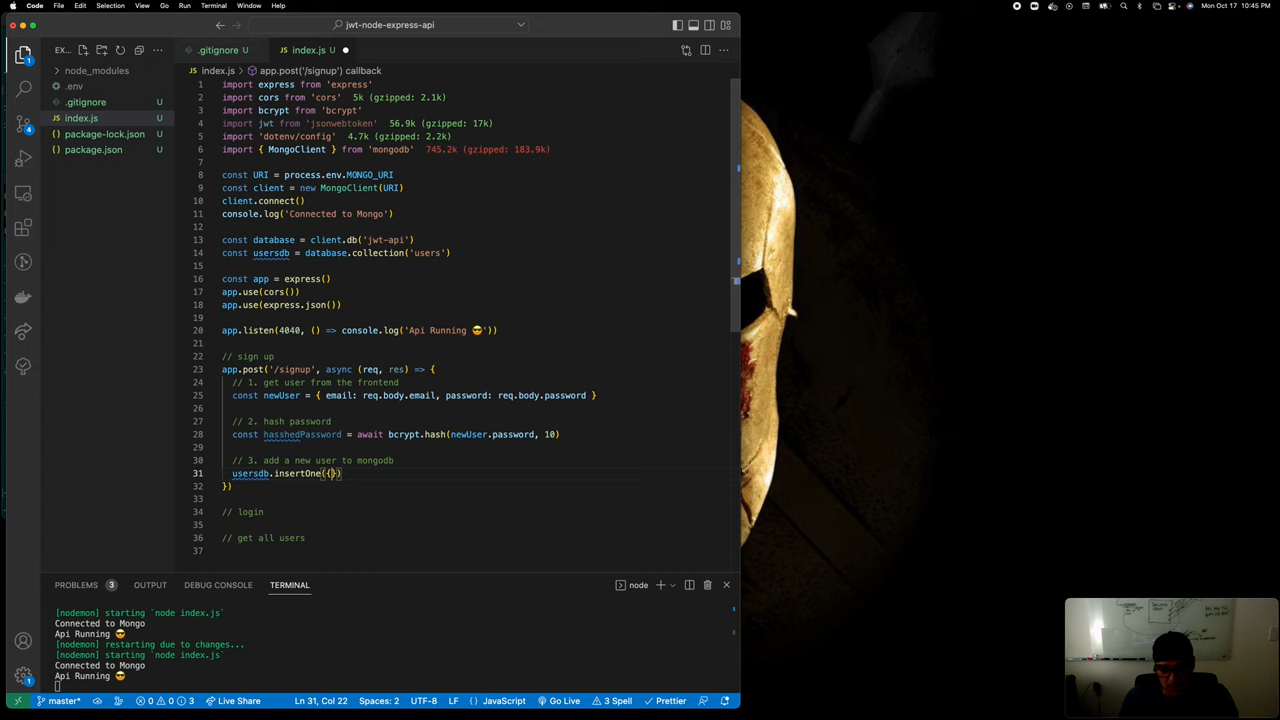 Code File Edit Selection View Go Run Terminal Window Help
Mon Oct 17 10:45 PM
jwt-node-express-api
EX...
.gitignore U
index.js U
index.js > app.post('/signup') callback
node_modules
.env
.gitignore U
index.js U
package-lock.json U
package.json U
1 import express from 'express'
2 import cors from 'cors' 5k (gzipped: 2.1k)
3 import bcrypt from 'bcrypt'
4 import jwt from 'jsonwebtoken' 56.9k (gzipped: 17k)
5 import 'dotenv/config' 4.7k (gzipped: 2.2k)
6 import { MongoClient } from 'mongodb' 745.2k (gzipped: 183.9k)
7
8 const URI = process.env.MONGO_URI
9 const client = new MongoClient(URI)
10 client.connect()
11 console.log('Connected to Mongo')
12
13 const database = client.db('jwt-api')
14 const usersdb = database.collection('users')
15
16 const app = express()
17 app.use(cors())
18 app.use(express.json())
19
20 app.listen(4040, () => console.log('Api Running 😎'))
21
22 // sign up
23 app.post('/signup', async (req, res) => {
24 // 1. get user from the frontend
25 const newUser = { email: req.body.email, password: req.body.password }
26
27 // 2. hash password
28 const hasshedPassword = await bcrypt.hash(newUser.password, 10)
29
30 // 3. add a new user to mongodb
31 usersdb.insertOne({})
32 })
33
34 // login
35
36 // get all users
37
PROBLEMS 3 OUTPUT DEBUG CONSOLE TERMINAL
node
[nodemon] starting `node index.js`
Connected to Mongo
Api Running 😎
[nodemon] restarting due to changes...
[nodemon] starting `node index.js`
Connected to Mongo
Api Running 😎
master* 0 0 3 Live Share Ln 31, Col 22 Spaces: 2 UTF-8 LF { } JavaScript Go Live 3 Spell Prettier